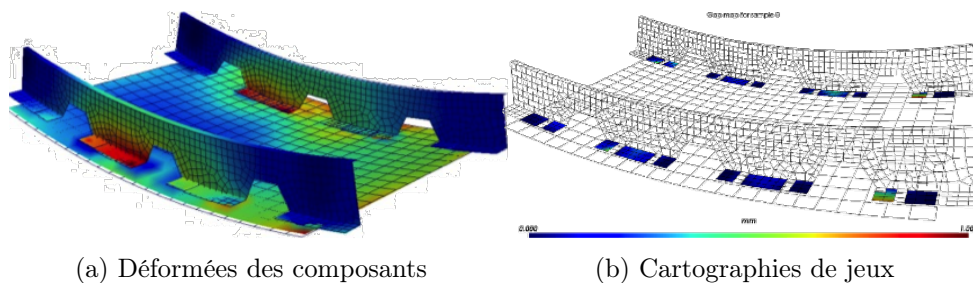 Gap map for sample 0
mm
0.000
1.00
(a) Déformées des composants
(b) Cartographies de jeux